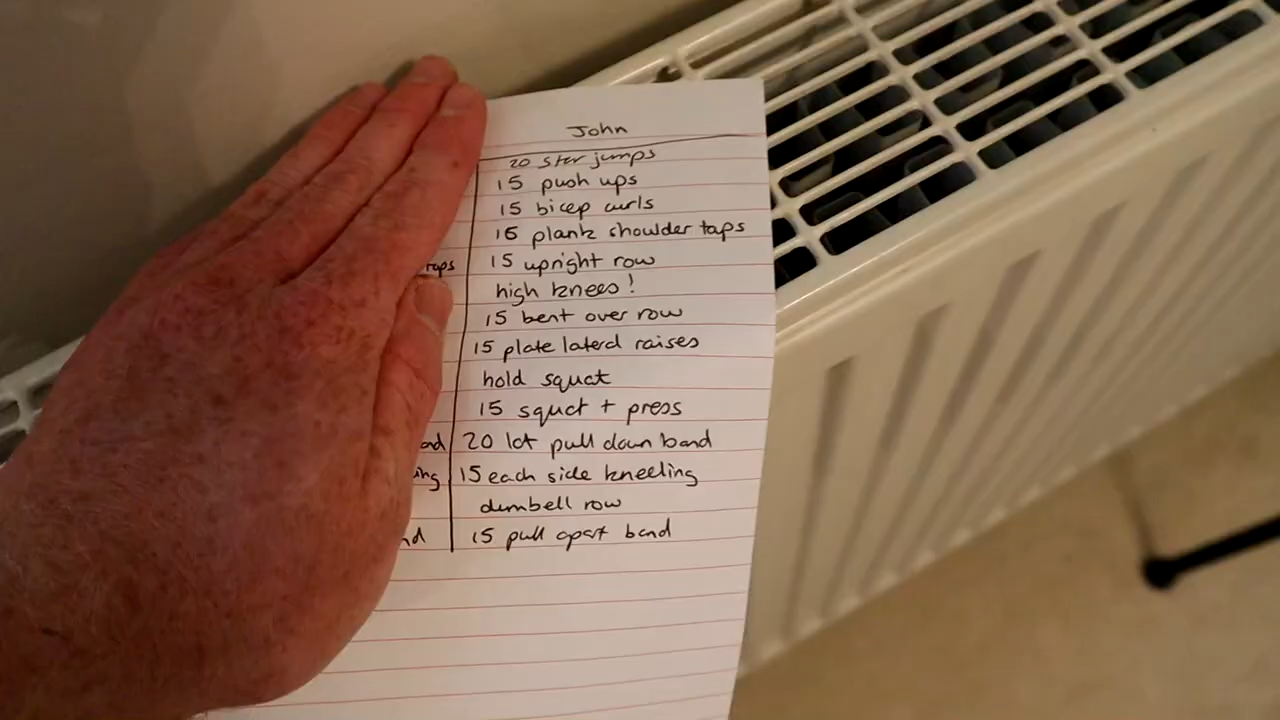 John
20 star jumps
15 push ups
15 bicep curls
16 plank shoulder taps
taps 15 upright row
high knees!
15 bent over row
15 plate lateral raises
hold squat
15 squat + press
20 lat pull down band
15 each side kneeling
dumbell row
15 pull apart band